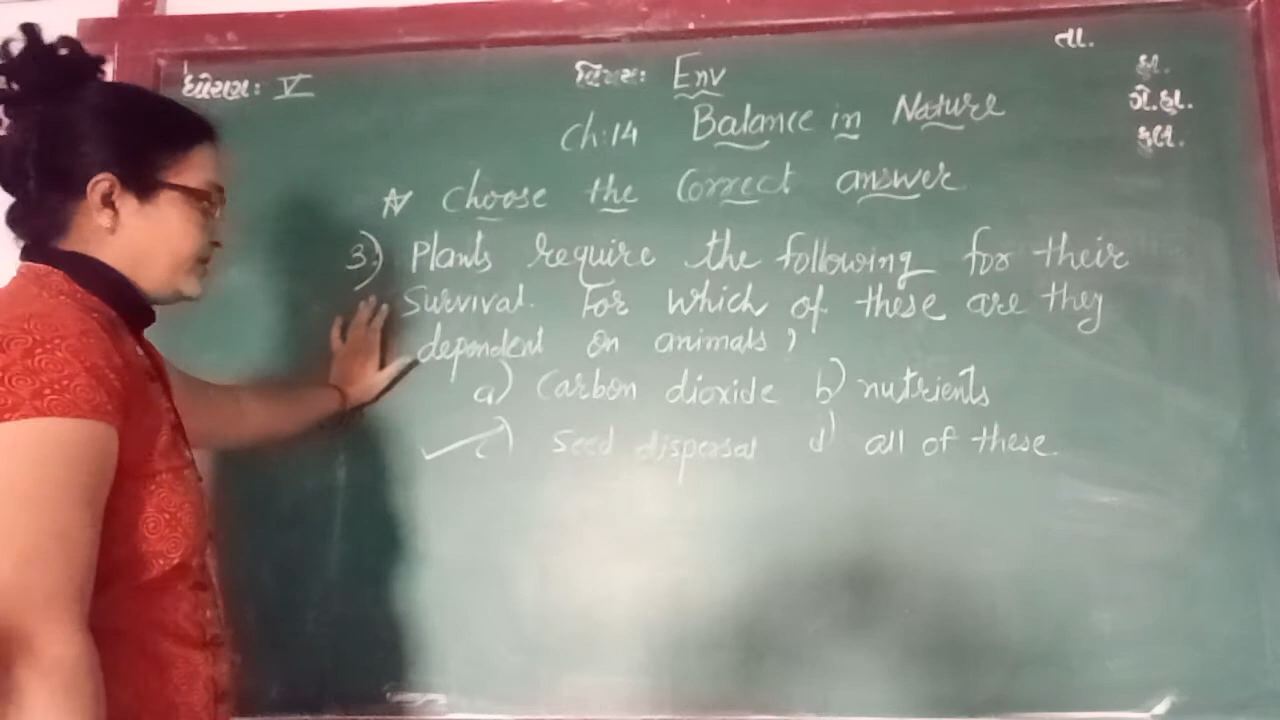 ધોરણ: V
વિષય: Env
તા.
હા.
ગે.હા.
કુલ.
Ch:14 Balance in Nature
☆ Choose the Correct answer
3) Plants require the following for their
Survival. For which of these are they
dependent on animals,
a) Carbon dioxide b) nutrients
✓ c) Seed dispersal d) all of these